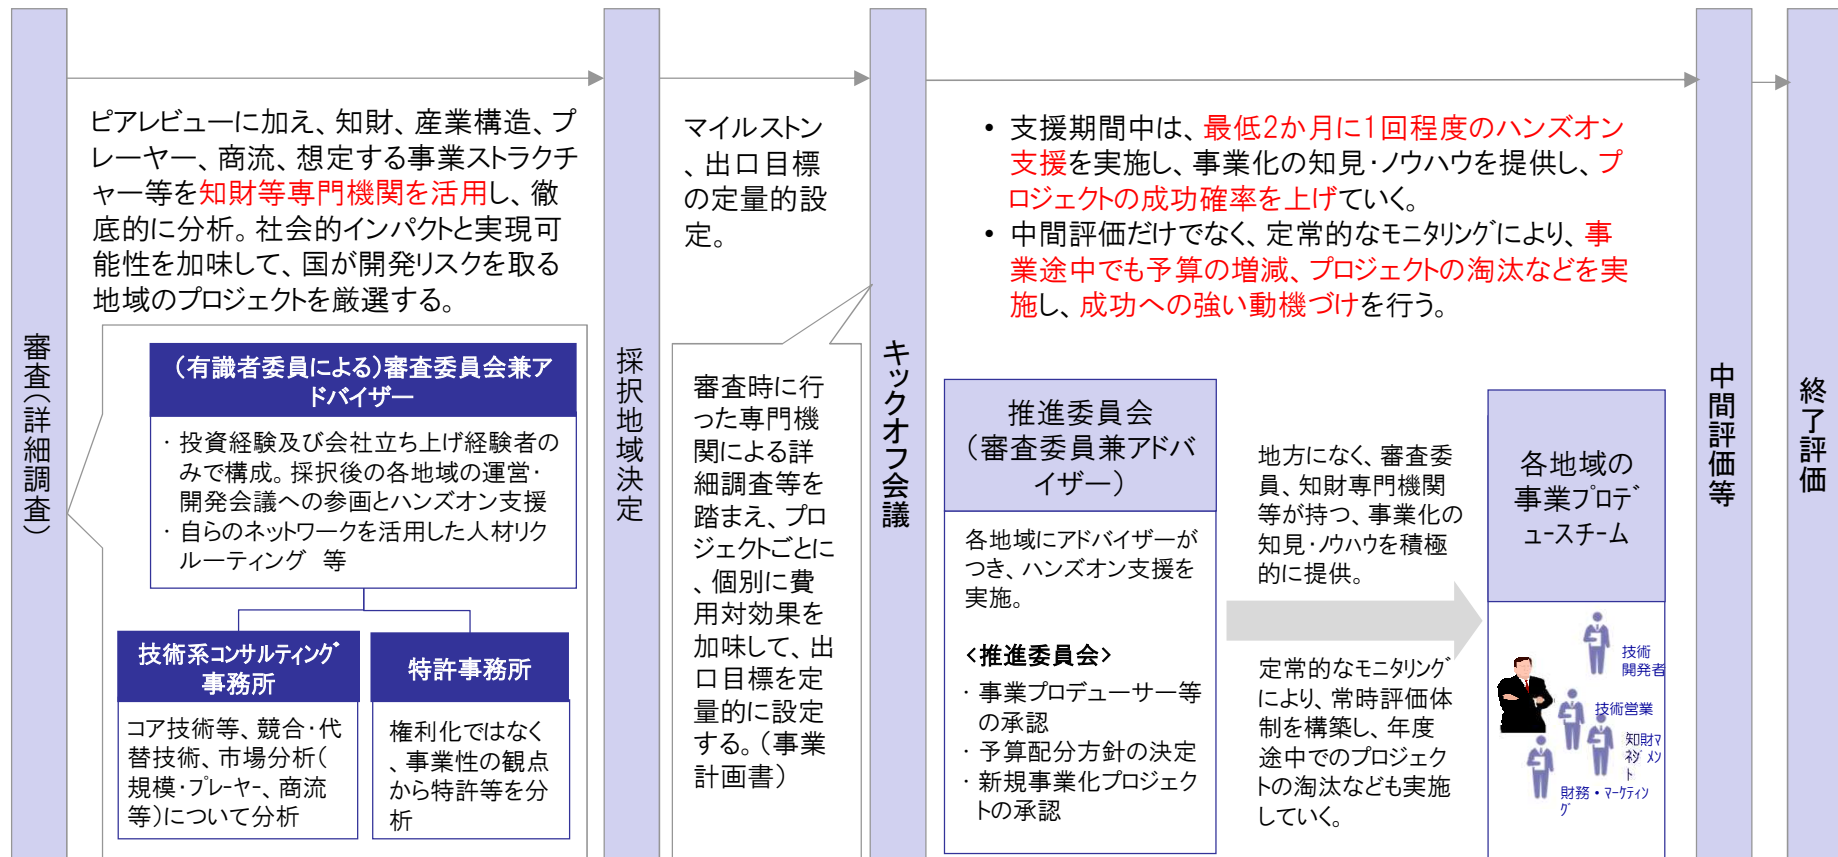 審査（詳細調査）
ピアレビューに加え、知財、産業構造、プ
レーヤー、商流、想定する事業ストラクチ
ャー等を知財等専門機関を活用し、徹
底的に分析。社会的インパクトと実現可
能性を加味して、国が開発リスクを取る
地域のプロジェクトを厳選する。
（有識者委員による）審査委員会兼ア
ドバイザー
・投資経験及び会社立ち上げ経験者の
みで構成。採択後の各地域の運営・
開発会議への参画とハンズオン支援
・自らのネットワークを活用した人材リク
ルーティング 等
技術系コンサルティング
事務所
コア技術等、競合・代
替技術、市場分析（
規模・プレーヤー、商流
等）について分析
特許事務所
権利化ではなく
、事業性の観点
から特許等を分
析
採択地域決定
マイルストン
、出口目標
の定量的設
定。
審査時に行
った専門機
関による詳
細調査等を
踏まえ、プロ
ジェクトごとに
、個別に費
用対効果を
加味して、出
口目標を定
量的に設定
する。（事業
計画書）
キックオフ会議
• 支援期間中は、最低2か月に1回程度のハンズオン
支援を実施し、事業化の知見・ノウハウを提供し、プ
ロジェクトの成功確率を上げていく。
• 中間評価だけでなく、定常的なモニタリングにより、事
業途中でも予算の増減、プロジェクトの淘汰などを実
施し、成功への強い動機づけを行う。
推進委員会
（審査委員兼アドバ
イザー）
各地域にアドバイザーが
つき、ハンズオン支援を
実施。
<推進委員会>
・事業プロデューサー等
の承認
・予算配分方針の決定
・新規事業化プロジェク
トの承認
地方になく、審査委
員、知財専門機関
等が持つ、事業化の
知見・ノウハウを積極
的に提供。
定常的なモニタリング
により、常時評価体
制を構築し、年度
途中でのプロジェク
トの淘汰なども実施
していく。
各地域の
事業プロデ
ュースチーム
技術
開発者
技術営業
知財マ
ネジメン
ト
財務・マーケティン
グ
中間評価等
終了評価